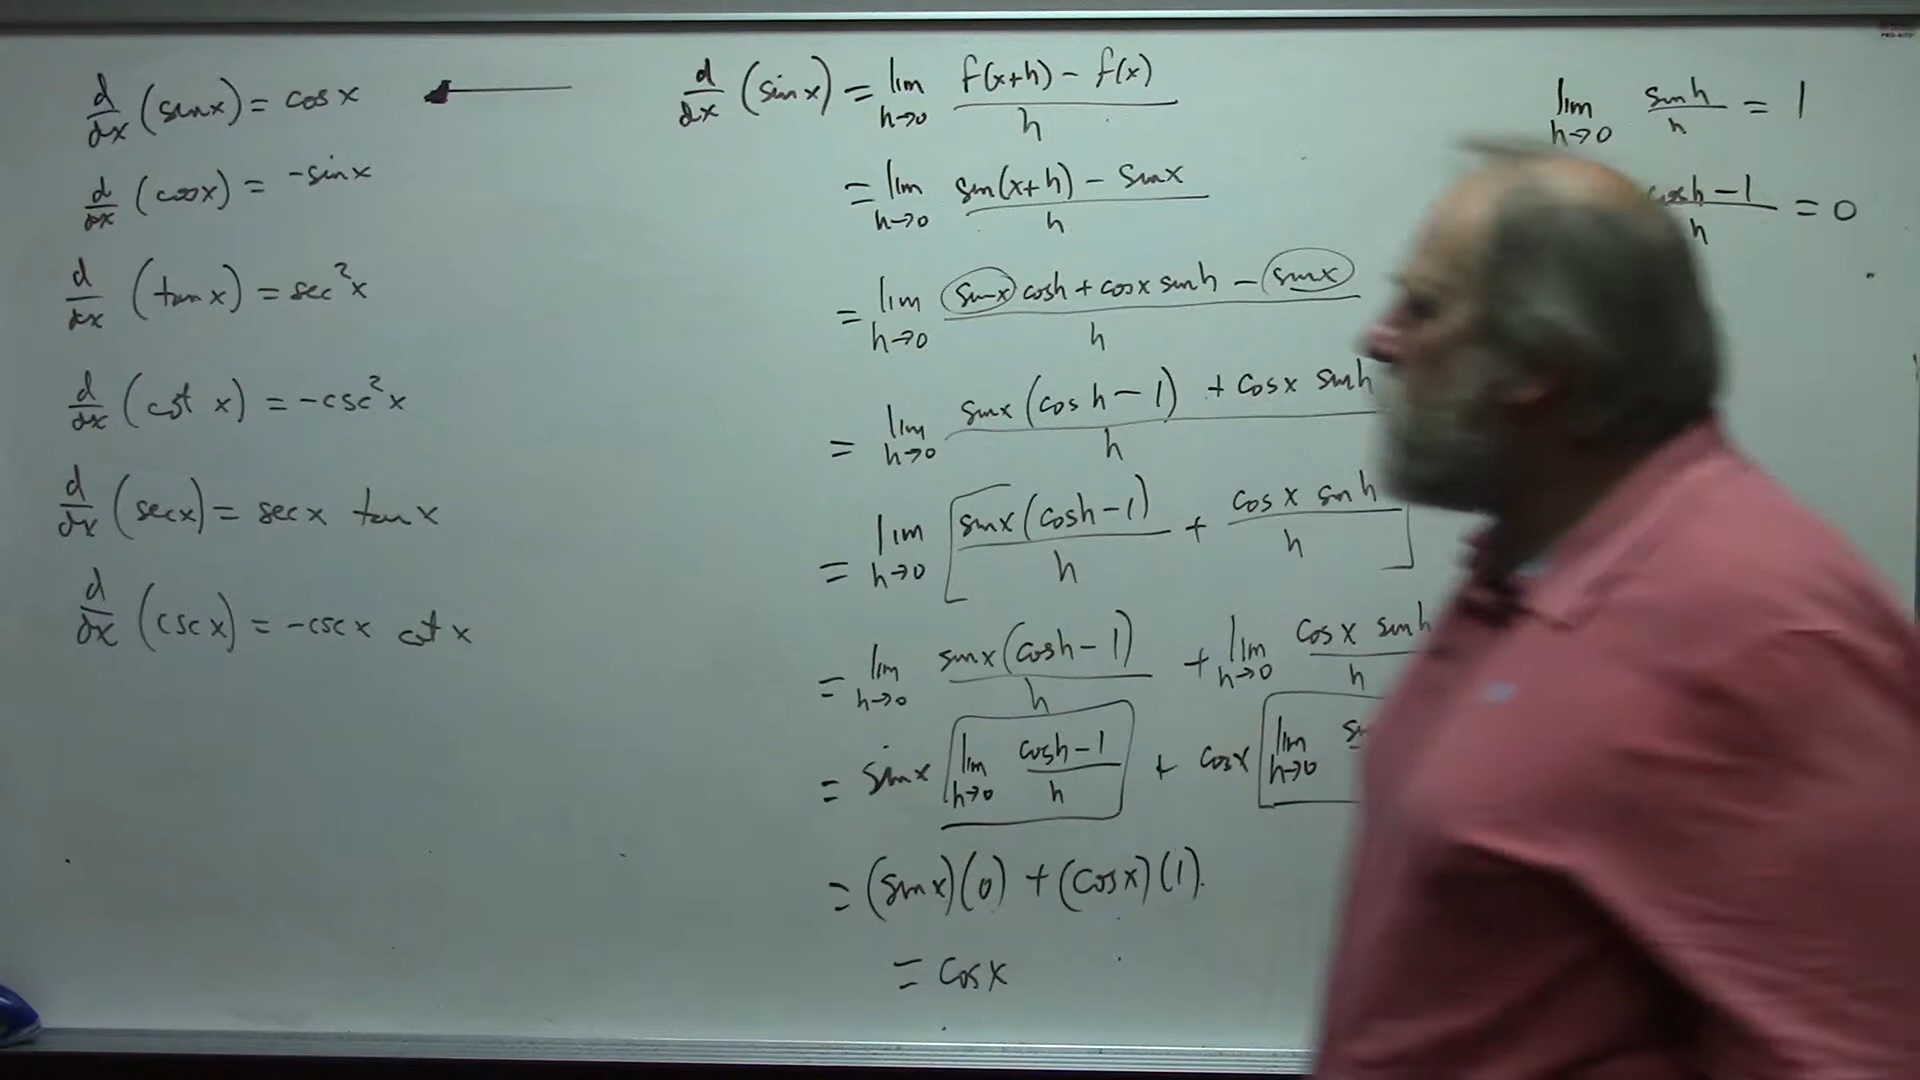 d/dx (sin x) = cos x
d/dx (cos x) = -sin x
d/dx (tan x) = sec²x
d/dx (cot x) = -csc²x
d/dx (sec x) = sec x tan x
d/dx (csc x) = -csc x cot x
d/dx (sin x) = lim h→0 f(x+h) - f(x) / h
= lim h→0 sin(x+h) - sin x / h
= lim h→0 sin x cos h + cos x sin h - sin x / h
= lim h→0 sin x (cos h - 1) + cos x sin h / h
= lim h→0 [ sin x (cos h - 1) / h + cos x sin h / h ]
= lim h→0 sin x (cos h - 1) / h + lim h→0 cos x sin h / h
= sin x lim h→0 cos h - 1 / h + cos x lim h→0
= (sin x)(0) + (cos x)(1)
= cos x
lim h→0 sin h / h = 1
cos h - 1 / h = 0